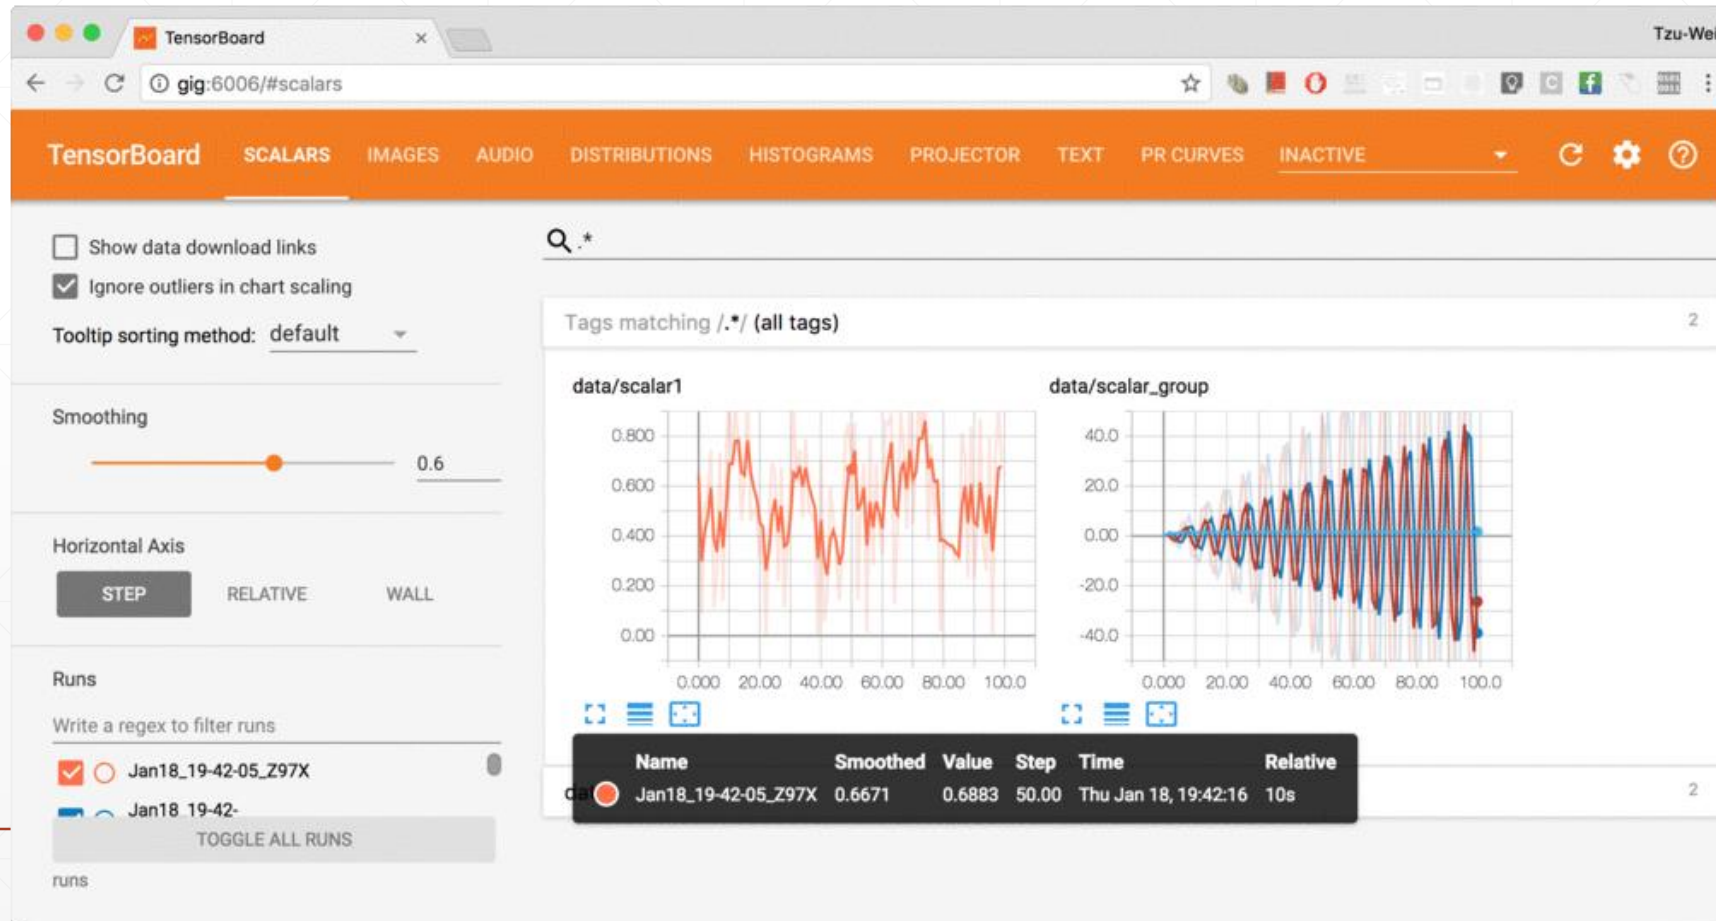 TensorBoard
Tzu-Wei
gig:6006/#scalars
TensorBoard SCALARS IMAGES AUDIO DISTRIBUTIONS HISTOGRAMS PROJECTOR TEXT PR CURVES INACTIVE
Show data download links
Ignore outliers in chart scaling
Tooltip sorting method: default
Smoothing
0.6
Horizontal Axis
STEP RELATIVE WALL
Runs
Write a regex to filter runs
Jan18_19-42-05_Z97X
Jan18_19-42-
TOGGLE ALL RUNS
runs
.*
Tags matching /.*/ (all tags) 2
data/scalar1
0.800
0.600
0.400
0.200
0.00
0.000 20.00 40.00 60.00 80.00 100.0
data/scalar_group
40.0
20.0
0.00
-20.0
-40.0
0.000 20.00 40.00 60.00 80.00 100.0
Name Smoothed Value Step Time Relative
Jan18_19-42-05_Z97X 0.6671 0.6883 50.00 Thu Jan 18, 19:42:16 10s
2